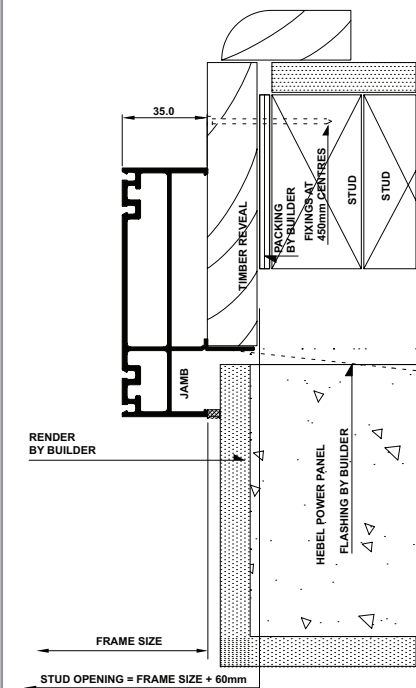 35.0
TIMBER REVEAL
PACKING
BY BUILDER
FIXINGS AT
450mm CENTRES
STUD
STUD
JAMB
RENDER
BY BUILDER
HEBEL POWER PANEL
FLASHING BY BUILDER
FRAME SIZE
STUD OPENING = FRAME SIZE + 60mm